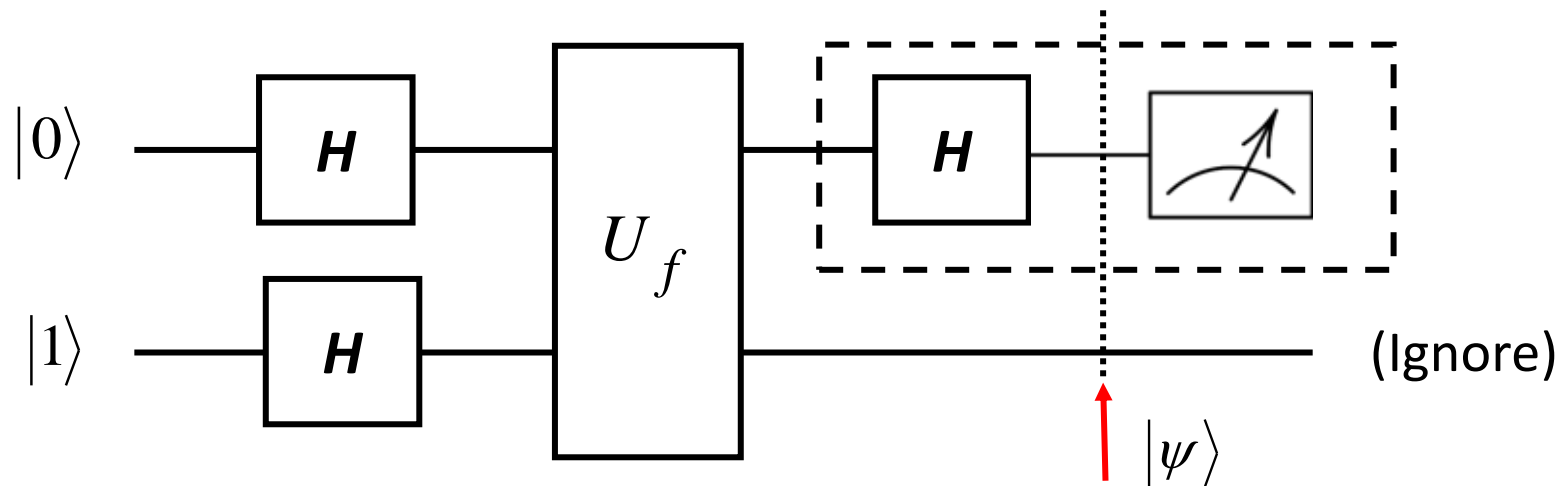 |0⟩ H H
U_f
|1⟩ H (Ignore)
|ψ⟩